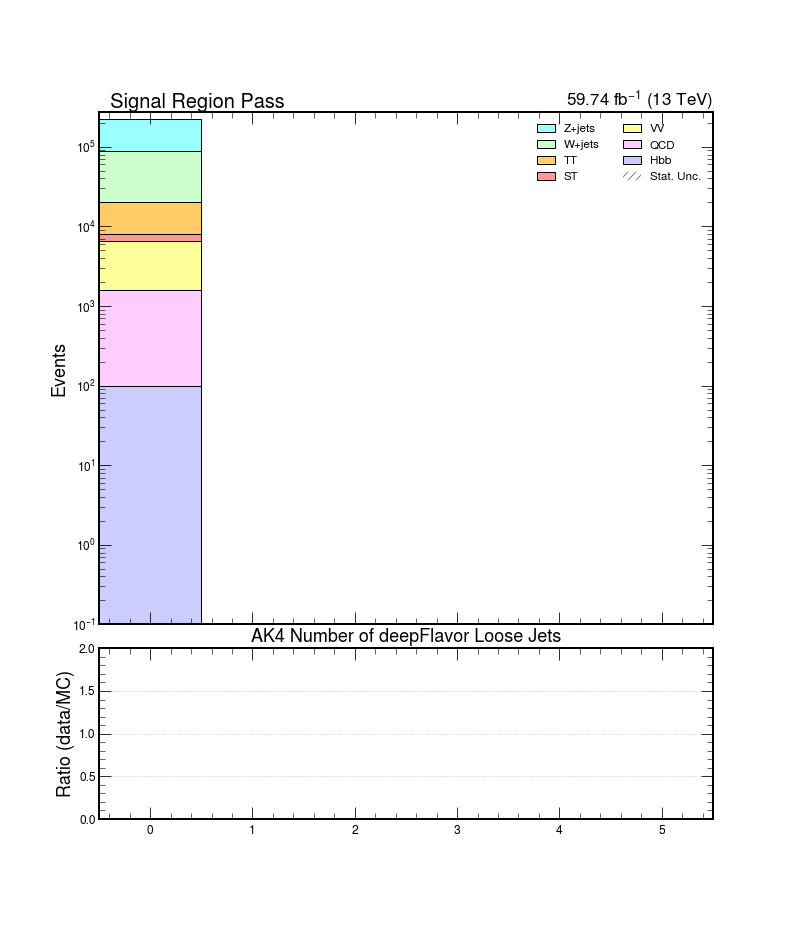 Signal Region Pass
59.74 fb⁻¹ (13 TeV)
Z+jets
W+jets
TT
ST
VV
QCD
Hbb
Stat. Unc.
Events
10⁵
10⁴
10³
10²
10¹
10⁰
10⁻¹
AK4 Number of deepFlavor Loose Jets
Ratio (data/MC)
2.0
1.5
1.0
0.5
0.0
0 1 2 3 4 5